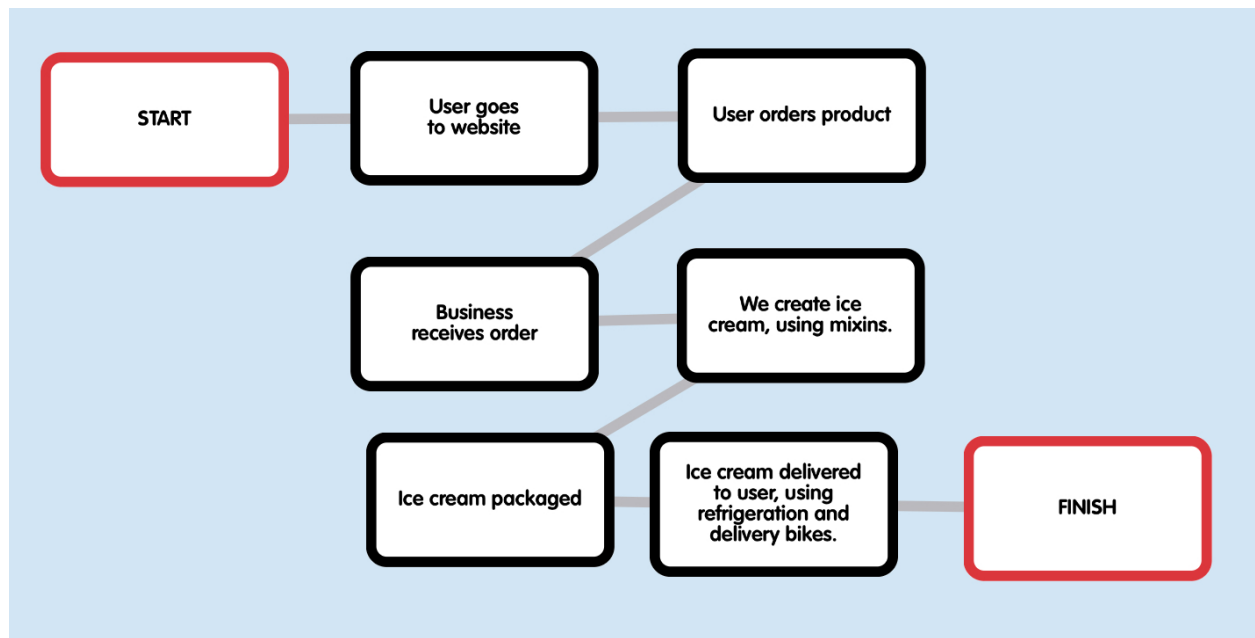 START
User goes
to website
User orders product
Business
receives order
We create ice
cream, using mixins.
Ice cream packaged
Ice cream delivered
to user, using
refrigeration and
delivery bikes.
FINISH